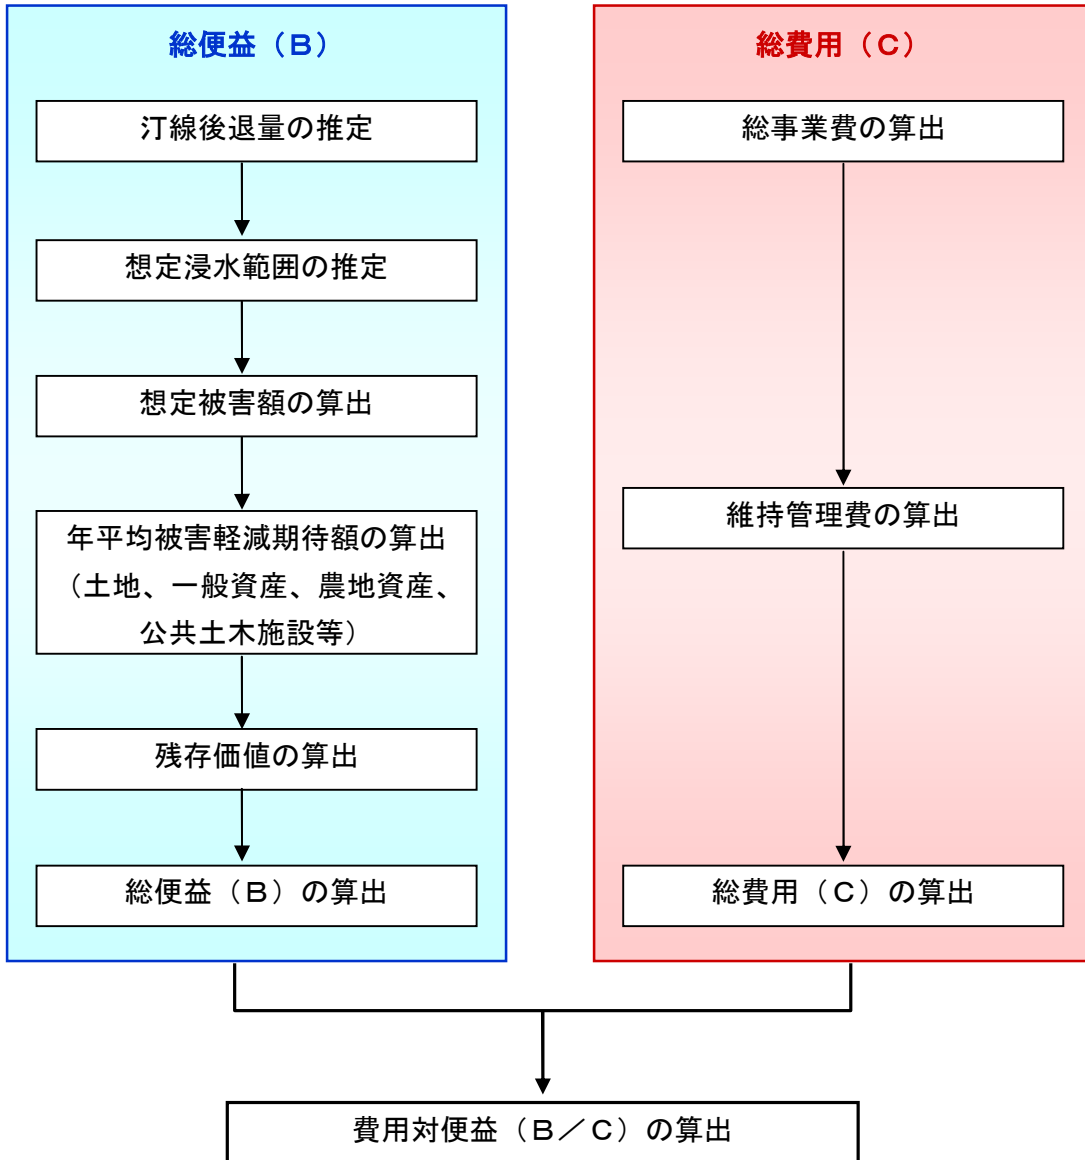 総便益（Ｂ）
汀線後退量の推定
想定浸水範囲の推定
想定被害額の算出
年平均被害軽減期待額の算出
（土地、一般資産、農地資産、
公共土木施設等）
残存価値の算出
総便益（Ｂ）の算出
総費用（Ｃ）
総事業費の算出
維持管理費の算出
総費用（Ｃ）の算出
費用対便益（Ｂ／Ｃ）の算出